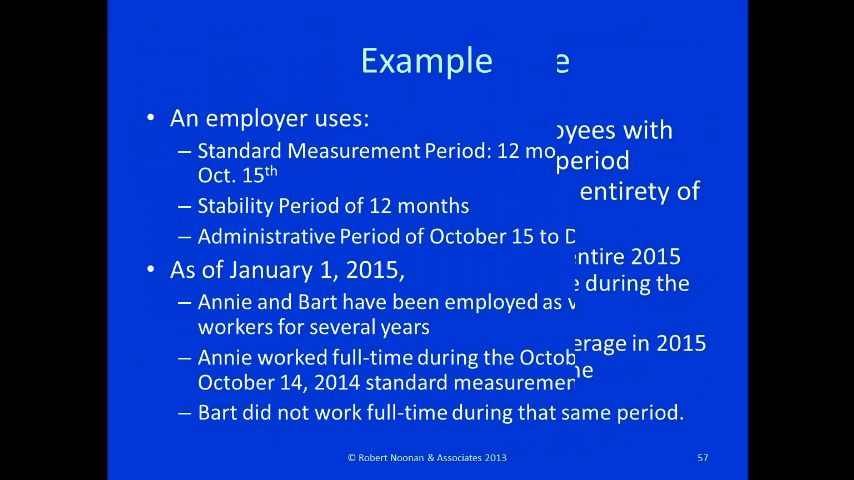 Example e
An employer uses:
oyees with
– Standard Measurement Period: 12 mo
period
Oct. 15th
entirety of
– Stability Period of 12 months
– Administrative Period of October 15 to D
ntire 2015
As of January 1, 2015,
e during the
– Annie and Bart have been employed as v
workers for several years
erage in 2015
– Annie worked full-time during the Octob
ne
October 14, 2014 standard measuremen
– Bart did not work full-time during that same period.
© Robert Noonan & Associates 2013
57